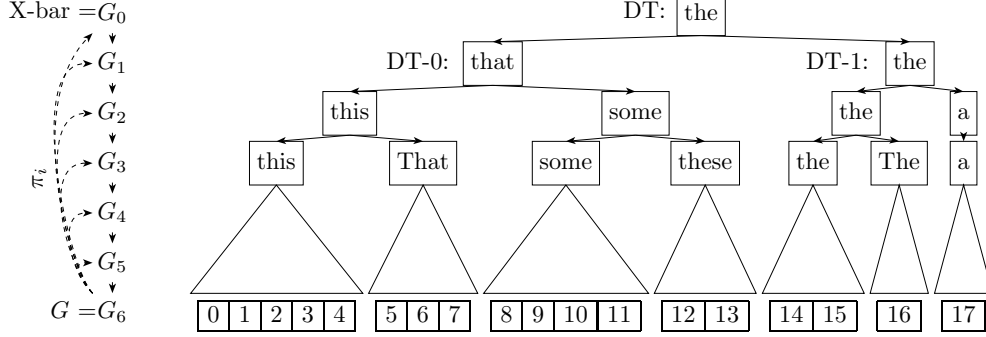 X-bar =G0 DT: the
G1 DT-0: that DT-1: the
G2 this some the a
G3 this That some these the The a
πi
G4
G5
G =G6 0 1 2 3 4 5 6 7 8 9 10 11 12 13 14 15 16 17